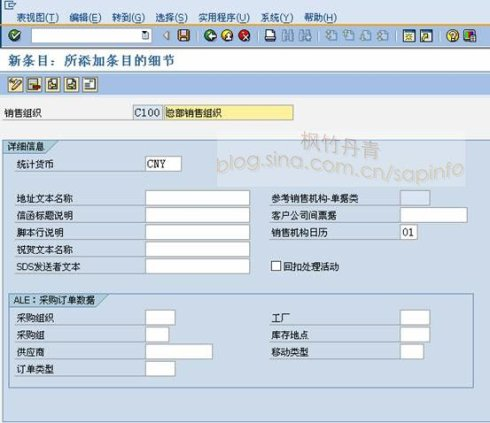 表视图(T) 编辑(E) 转到(G) 选择(S) 实用程序(U) 系统(Y) 帮助(H)
新条目: 所添加条目的细节
销售组织 C100 总部销售组织
枫竹丹青
blog.sina.com.cn/sapinfo
详细信息
统计货币 CNY
地址文本名称 参考销售机构-单据类
信函标题说明 客户公司间票据
脚本行说明 销售机构日历 01
祝贺文本名称
SDS发送者文本 回扣处理活动
ALE: 采购订单数据
采购组织 工厂
采购组 库存地点
供应商 移动类型
订单类型